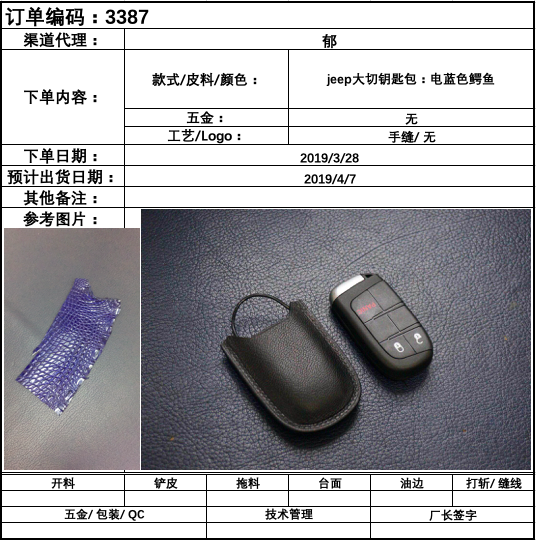 订单编码：3387
渠道代理： 郁
下单内容： 款式/皮料/颜色： jeep大切钥匙包：电蓝色鳄鱼
五金： 无
工艺/Logo： 手缝/ 无
下单日期： 2019/3/28
预计出货日期： 2019/4/7
其他备注：
参考图片：
开料 铲皮 拖料 台面 油边 打斩/ 缝线
五金/ 包装/ QC 技术管理 厂长签字